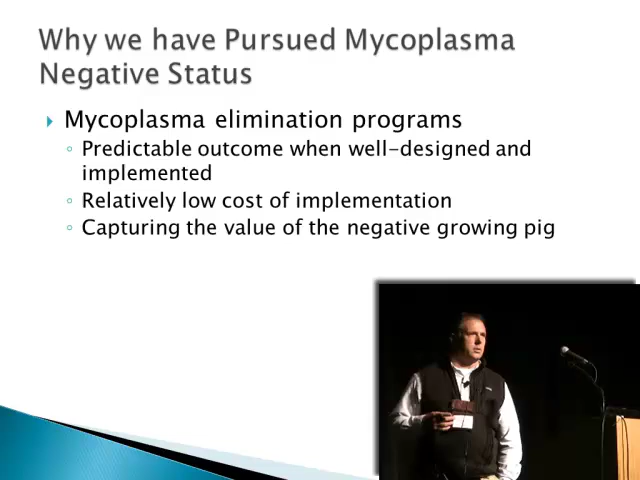 Why we have Pursued Mycoplasma
Negative Status
Mycoplasma elimination programs
Predictable outcome when well-designed and
implemented
Relatively low cost of implementation
Capturing the value of the negative growing pig